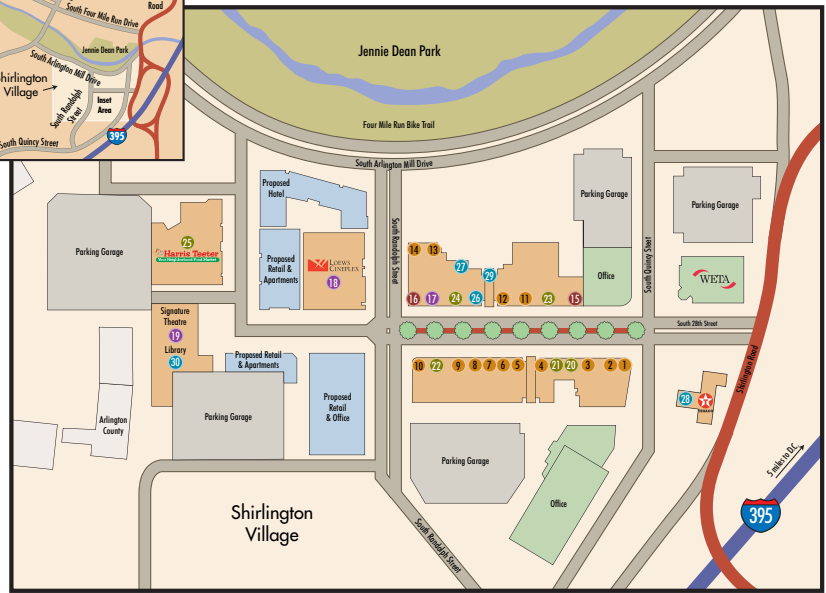 Road
South Four Mile Run Drive
Jennie Dean Park
South Arlington Mill Drive
Shirlington
Village
South Randolph
Street
Inset
Area
South Quincy Street
395
Jennie Dean Park
Four Mile Run Bike Trail
South Arlington Mill Drive
Proposed
Hotel
Parking Garage
Parking Garage
25
Harris Teeter
Your Neighborhood Food Market
Parking Garage
Proposed
Retail &
Apartments
LOEWS
CINEPLEX
18
South Randolph Street
14 13
27
29
16 17 24 26 12 11 23 15
Office
South Quincy Steet
WETA
Signature
Theatre
19
Library
30
South 28th Street
Proposed Retail
& Apartments
10 22 9 8 7 6 5 4 21 20 3 2 1
Shirlington Road
Arlington
County
Parking Garage
Proposed
Retail
& Office
28
TEXACO
Parking Garage
Office
5 miles to D.C.
395
Shirlington
Village
South Randolph Street